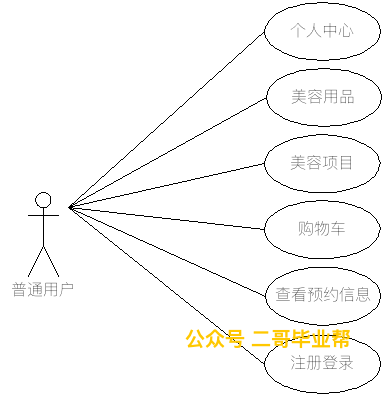 个人中心
美容用品
美容项目
购物车
普通用户
查看预约信息
公众号 二哥毕业帮
注册登录